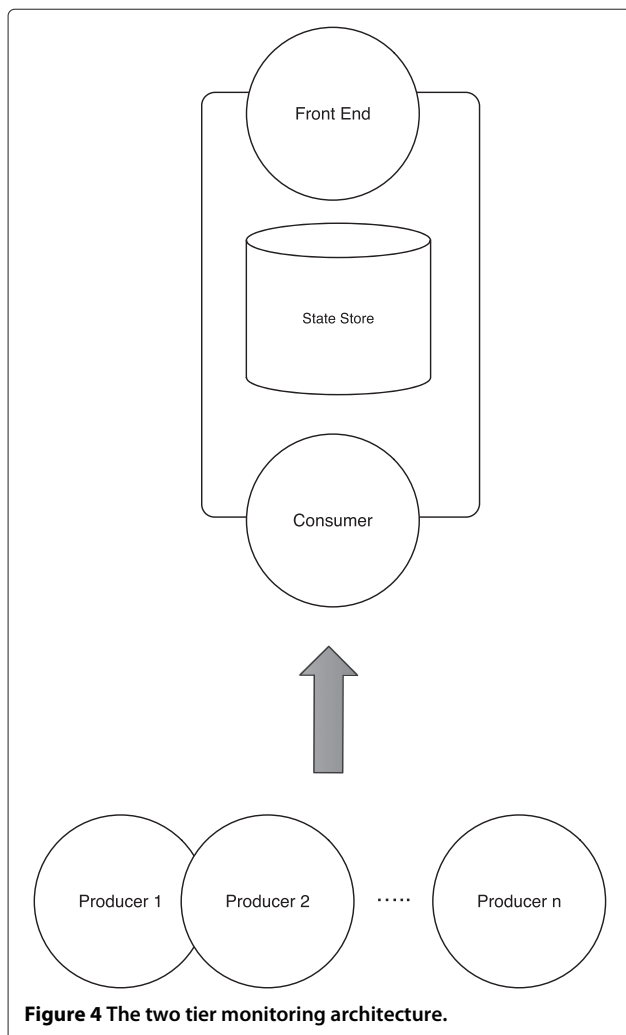 Front End
State Store
Consumer
Producer 1
Producer 2
.....
Producer n
Figure 4 The two tier monitoring architecture.